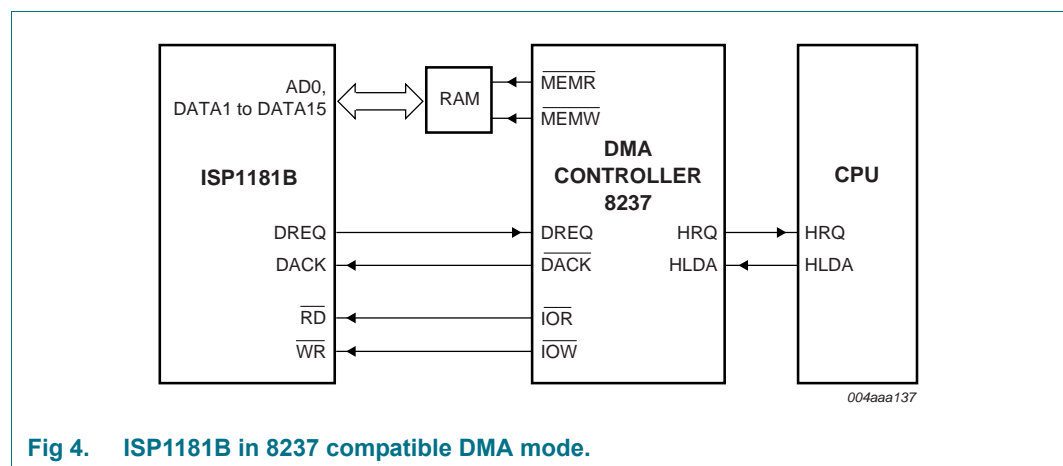 AD0,
DATA1 to DATA15
RAM
MEMR
MEMW
ISP1181B
DMA
CONTROLLER
8237
CPU
DREQ
DREQ
HRQ
HRQ
DACK
DACK
HLDA
HLDA
RD
IOR
WR
IOW
004aaa137
Fig 4. ISP1181B in 8237 compatible DMA mode.